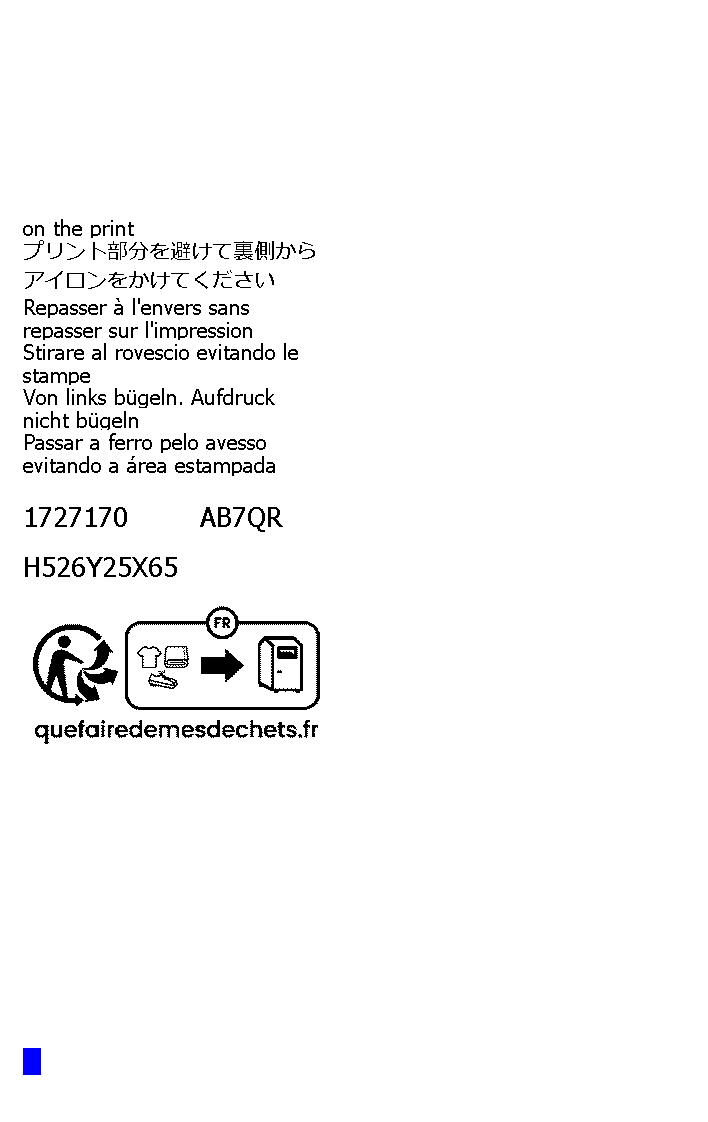 on the print
プリント部分を避けて裏側から
アイロンをかけてください
Repasser à l'envers sans
repasser sur l'impression
Stirare al rovescio evitando le
stampe
Von links bügeln. Aufdruck
nicht bügeln
Passar a ferro pelo avesso
evitando a área estampada
1727170 AB7QR
H526Y25X65
FR
quefairedemesdechets.fr